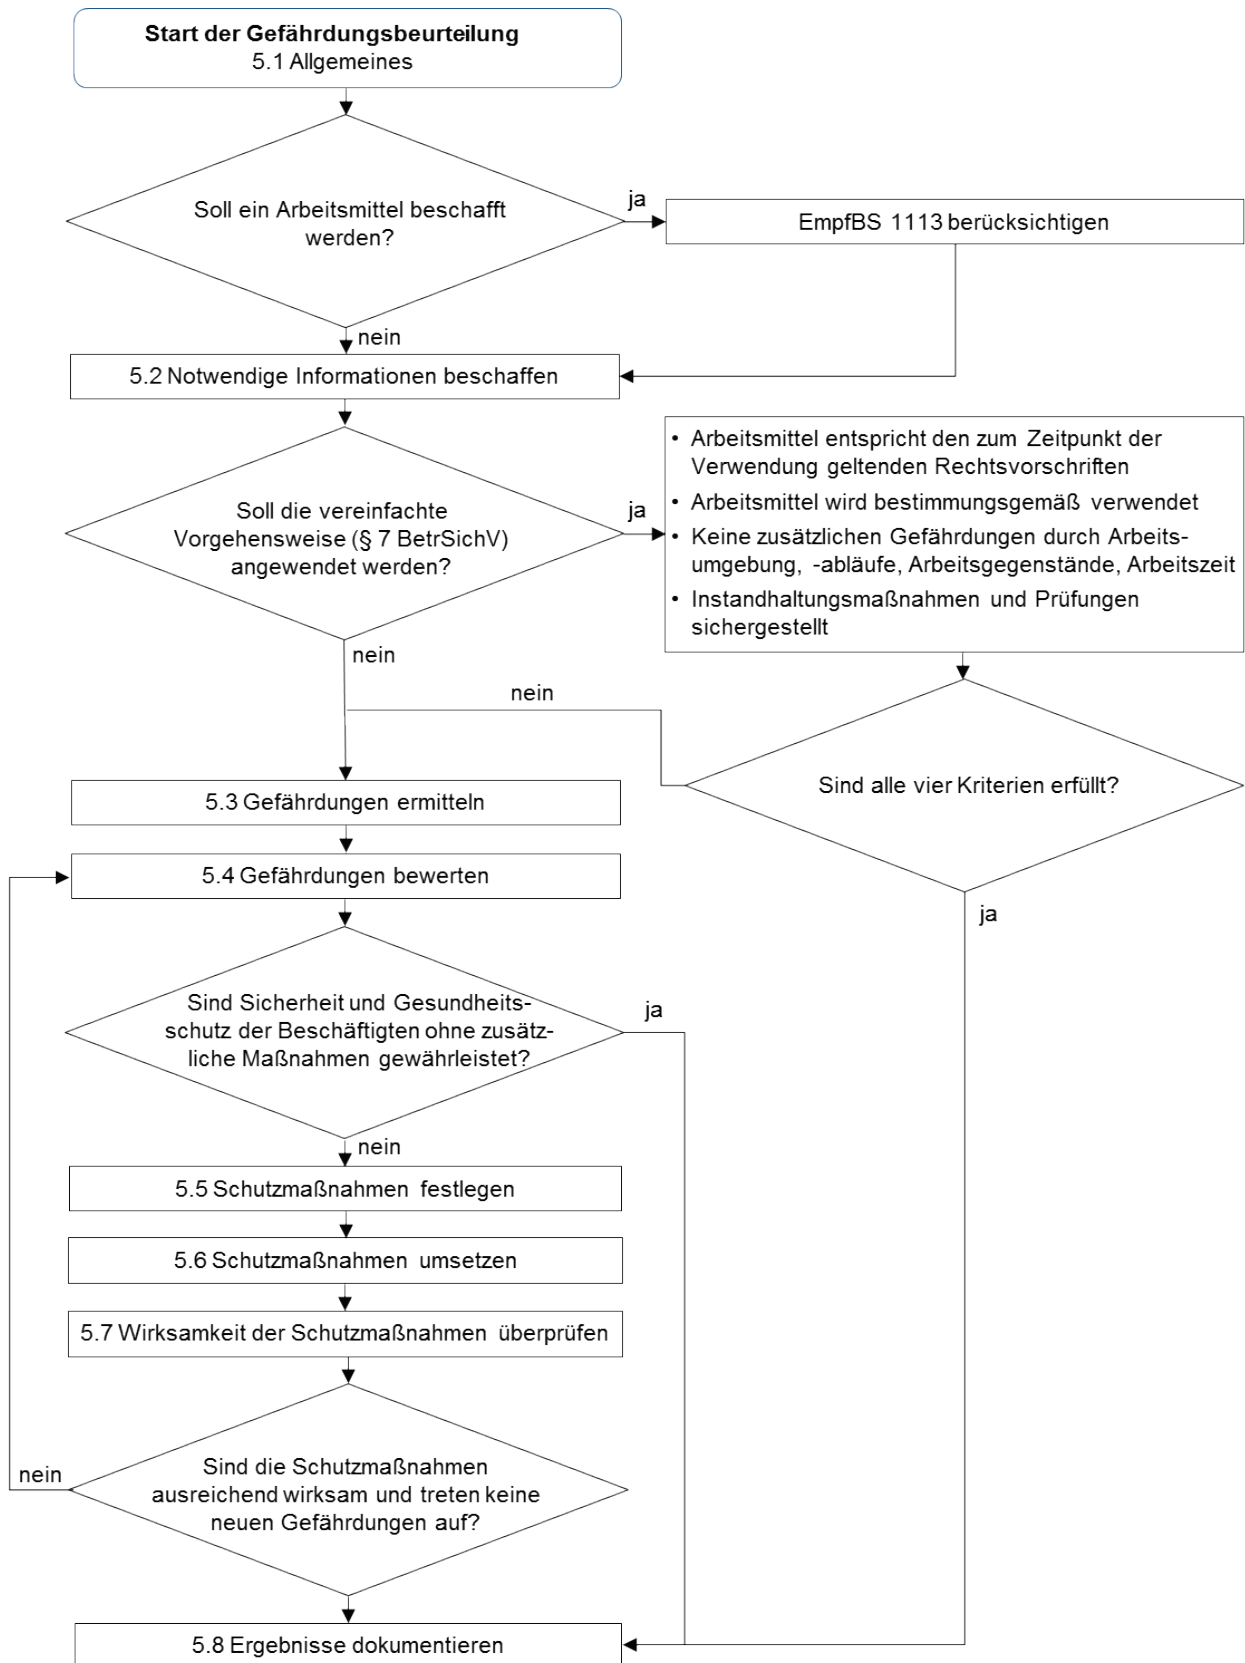 Start der Gefährdungsbeurteilung
5.1 Allgemeines
Soll ein Arbeitsmittel beschafft
werden?
ja
EmpfBS 1113 berücksichtigen
nein
5.2 Notwendige Informationen beschaffen
Soll die vereinfachte
Vorgehensweise (§ 7 BetrSichV)
angewendet werden?
ja
• Arbeitsmittel entspricht den zum Zeitpunkt der
Verwendung geltenden Rechtsvorschriften
• Arbeitsmittel wird bestimmungsgemäß verwendet
• Keine zusätzlichen Gefährdungen durch Arbeits-
umgebung, -abläufe, Arbeitsgegenstände, Arbeitszeit
• Instandhaltungsmaßnahmen und Prüfungen
sichergestellt
nein
nein
Sind alle vier Kriterien erfüllt?
ja
5.3 Gefährdungen ermitteln
5.4 Gefährdungen bewerten
Sind Sicherheit und Gesundheits-
schutz der Beschäftigten ohne zusätz-
liche Maßnahmen gewährleistet?
ja
nein
5.5 Schutzmaßnahmen festlegen
5.6 Schutzmaßnahmen umsetzen
5.7 Wirksamkeit der Schutzmaßnahmen überprüfen
Sind die Schutzmaßnahmen
ausreichend wirksam und treten keine
neuen Gefährdungen auf?
nein
5.8 Ergebnisse dokumentieren